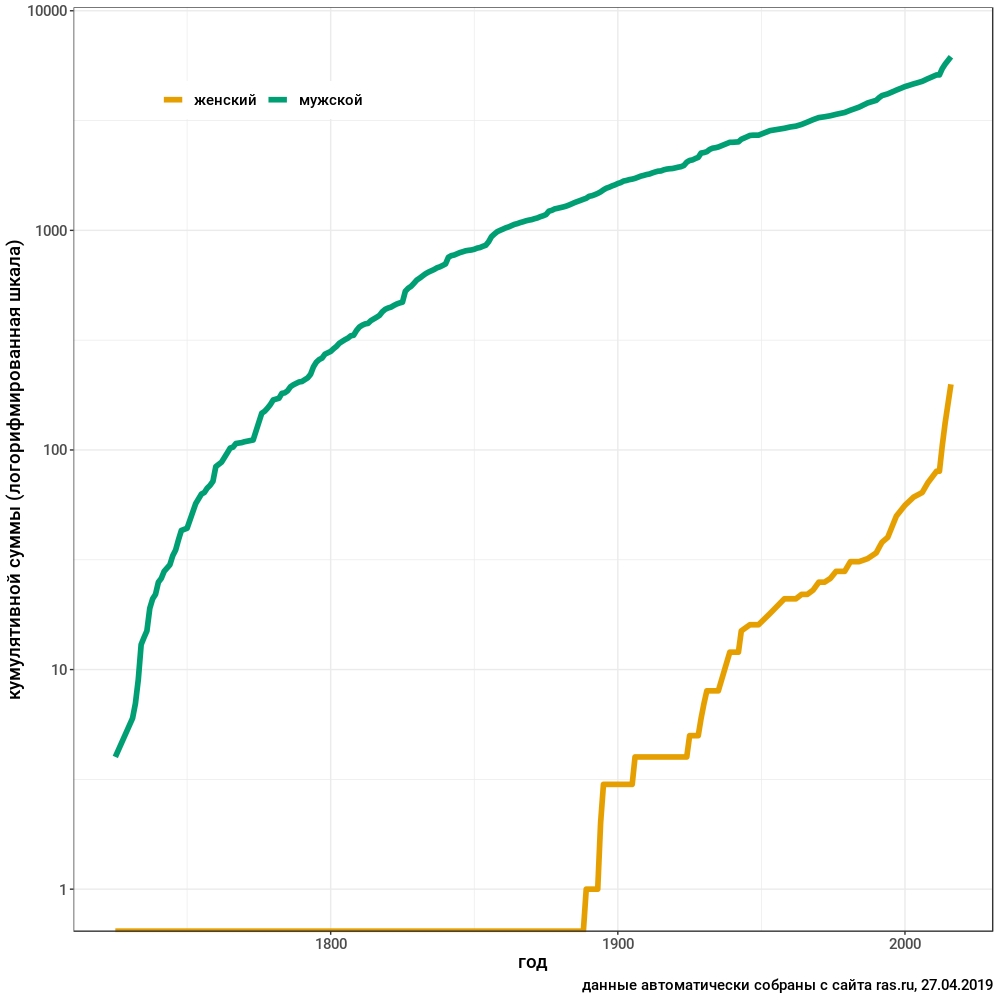 10000
женский мужской
1000
100
10
1
кумулятивной суммы (логорифмированная шкала)
1800 1900 2000
год
данные автоматически собраны с сайта ras.ru, 27.04.2019